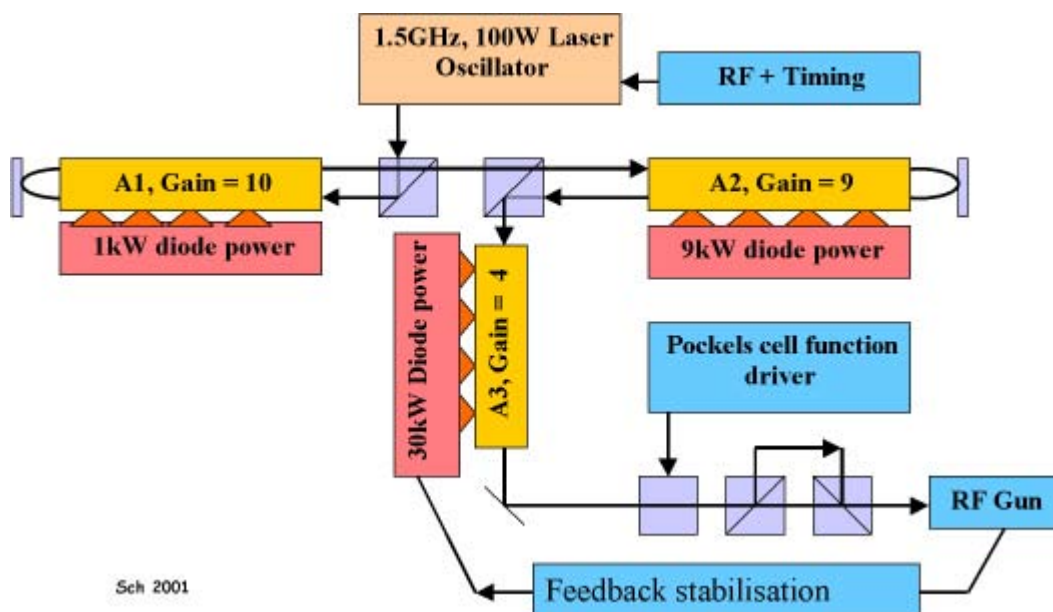 1.5GHz, 100W Laser
Oscillator
RF + Timing
A1, Gain = 10
A2, Gain = 9
1kW diode power
9kW diode power
30kW Diode power
A3, Gain = 4
Pockels cell function
driver
RF Gun
Feedback stabilisation
Sch 2001